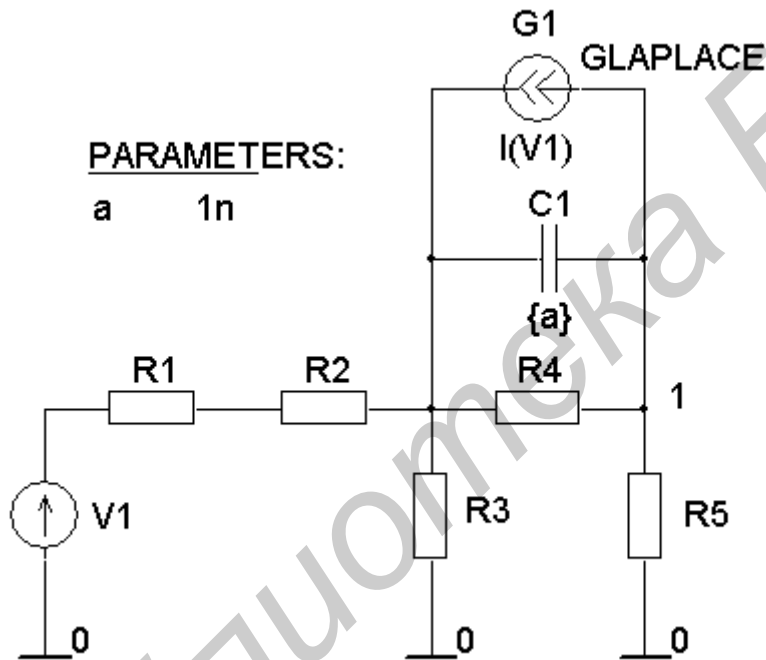 G1
GLAPLACE
I(V1)
PARAMETERS:
a 1n
C1
{a}
R1
R2
R4
1
V1
R3
R5
0
0
0